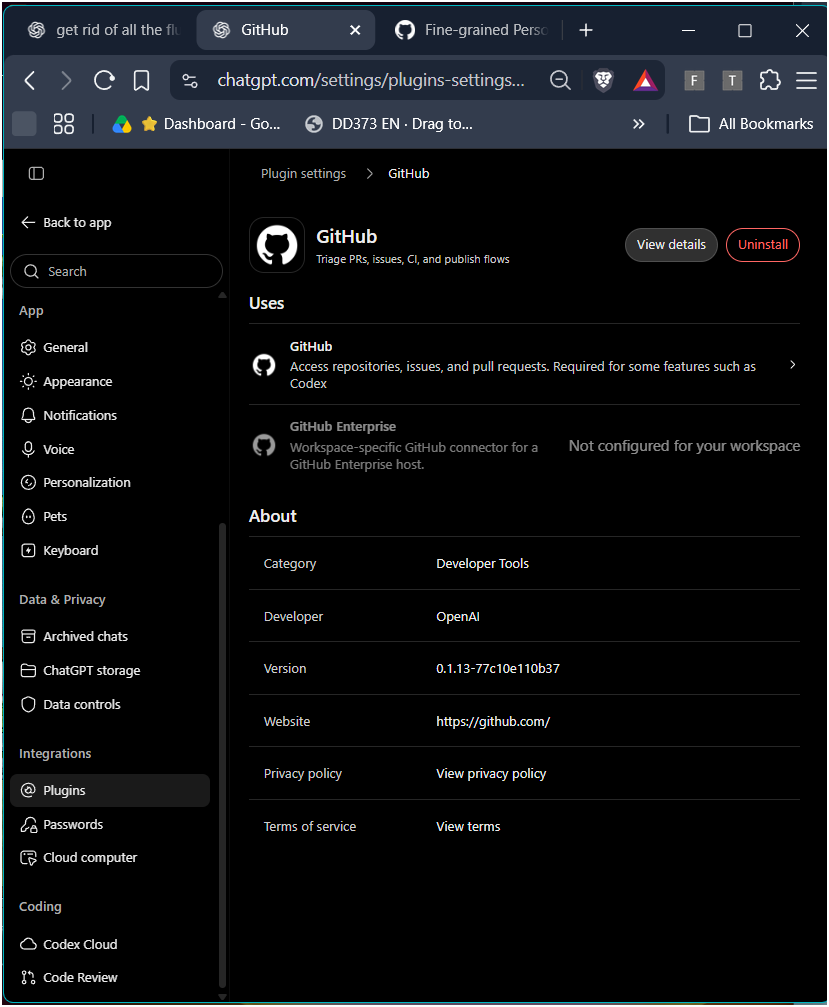 get rid of all the flu
GitHub
Fine-grained Perso
chatgpt.com/settings/plugins-settings...
F
T
Dashboard - Go...
DD373 EN · Drag to...
All Bookmarks
Plugin settings
GitHub
Back to app
Search
App
General
Appearance
Notifications
Voice
Personalization
Pets
Keyboard
Data & Privacy
Archived chats
ChatGPT storage
Data controls
Integrations
Plugins
Passwords
Cloud computer
Coding
Codex Cloud
Code Review
GitHub
Triage PRs, issues, CI, and publish flows
View details
Uninstall
Uses
GitHub
Access repositories, issues, and pull requests. Required for some features such as
Codex
GitHub Enterprise
Workspace-specific GitHub connector for a
GitHub Enterprise host.
Not configured for your workspace
About
Category
Developer Tools
Developer
OpenAI
Version
0.1.13-77c10e110b37
Website
https://github.com/
Privacy policy
View privacy policy
Terms of service
View terms